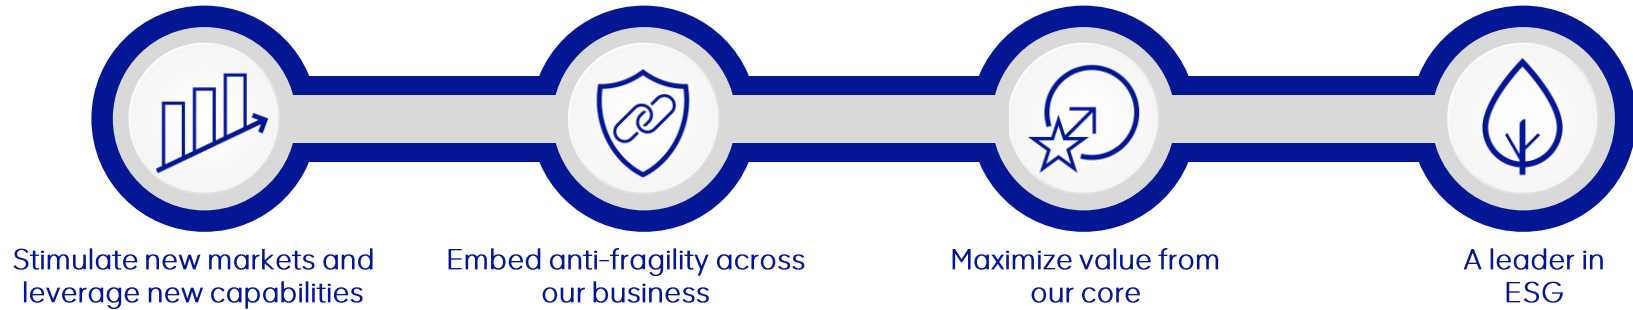 Stimulate new markets and
leverage new capabilities
Embed anti-fragility across
our business
Maximize value from
our core
A leader in
ESG